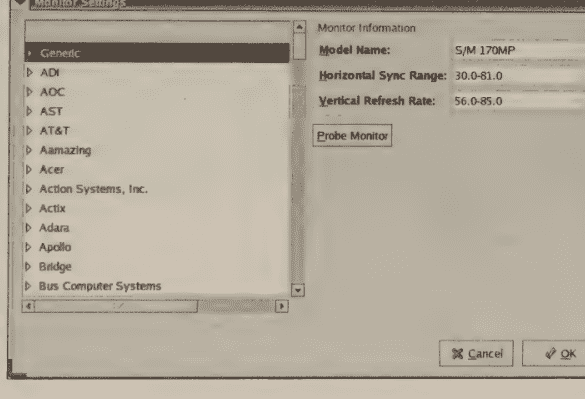 Monitor Settings
Generic
ADI
AOC
AST
AT&T
Aamazing
Acer
Action Systems, Inc.
Actix
Adara
Apollo
Bridge
Bus Computer Systems
Monitor Information
Model Name: S/M 170MP
Horizontal Sync Range: 30.0-81.0
Vertical Refresh Rate: 56.0-85.0
Probe Monitor
Cancel
OK